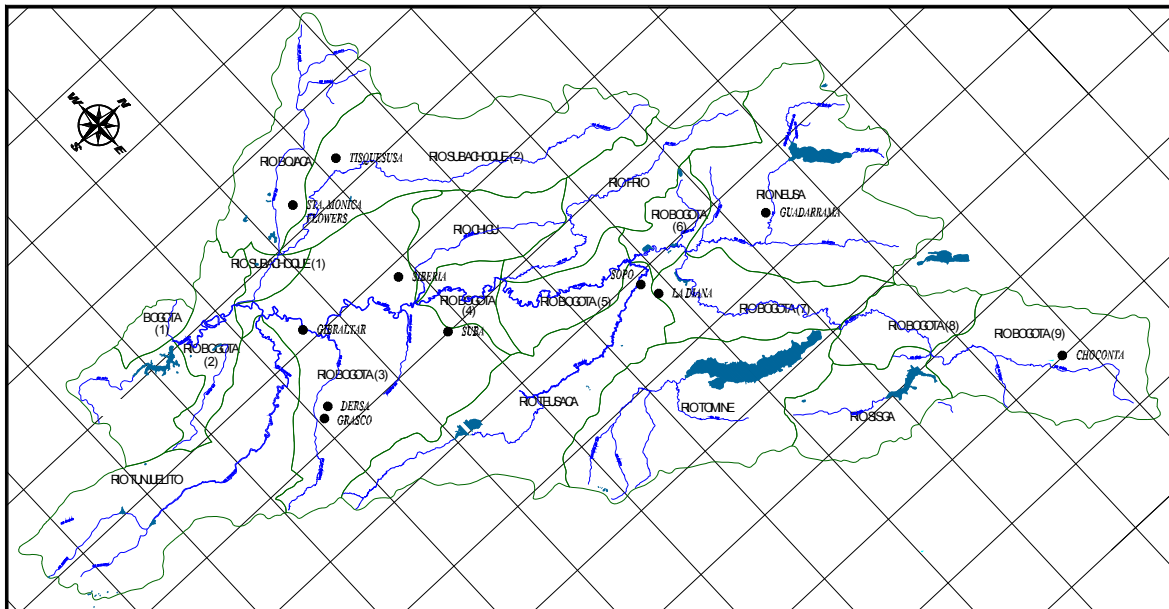 N
W
E
S
RIO BOJACA
TISQUESUSA
RIO SUBACHOQUE (2)
STA. MONICA
FLOWERS
RIO FRIO
RIO NEUSA
GUADARRAMA
RIO BOGOTA
(6)
RIO CHICU
RIO SUBACHOQUE (1)
SIBERIA
SOPO
LA DIANA
RIO BOGOTA
(4)
RIO BOGOTA (5)
RIO BOGOTA (7)
BOGOTA
(1)
GIBRALTAR
SUBA
RIO BOGOTA (8)
RIO BOGOTA (9)
RIO BOGOTA
(2)
CHOCONTA
RIO BOGOTA (3)
RIO TEUSACA
RIO TOMINE
DERSA
GRASCO
RIO SISGA
RIO TUNJUELITO